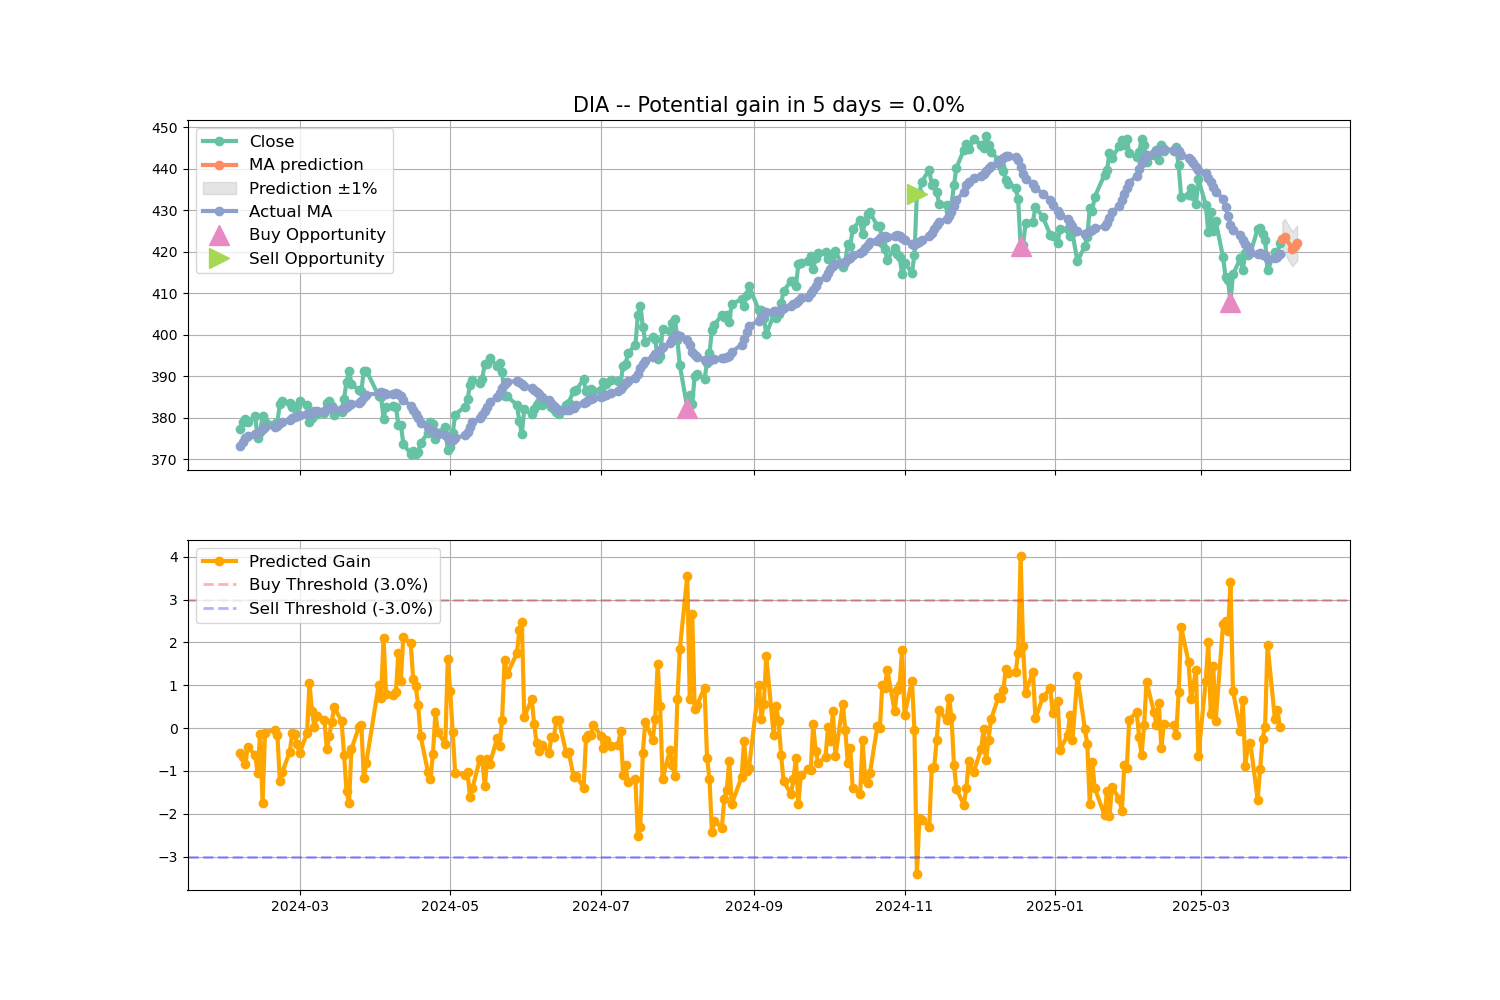 DIA -- Potential gain in 5 days = 0.0%
450
440
430
420
410
400
390
380
370
Close
MA prediction
Prediction ±1%
Actual MA
Buy Opportunity
Sell Opportunity
4
3
2
1
0
−1
−2
−3
Predicted Gain
Buy Threshold (3.0%)
Sell Threshold (-3.0%)
2024-03
2024-05
2024-07
2024-09
2024-11
2025-01
2025-03